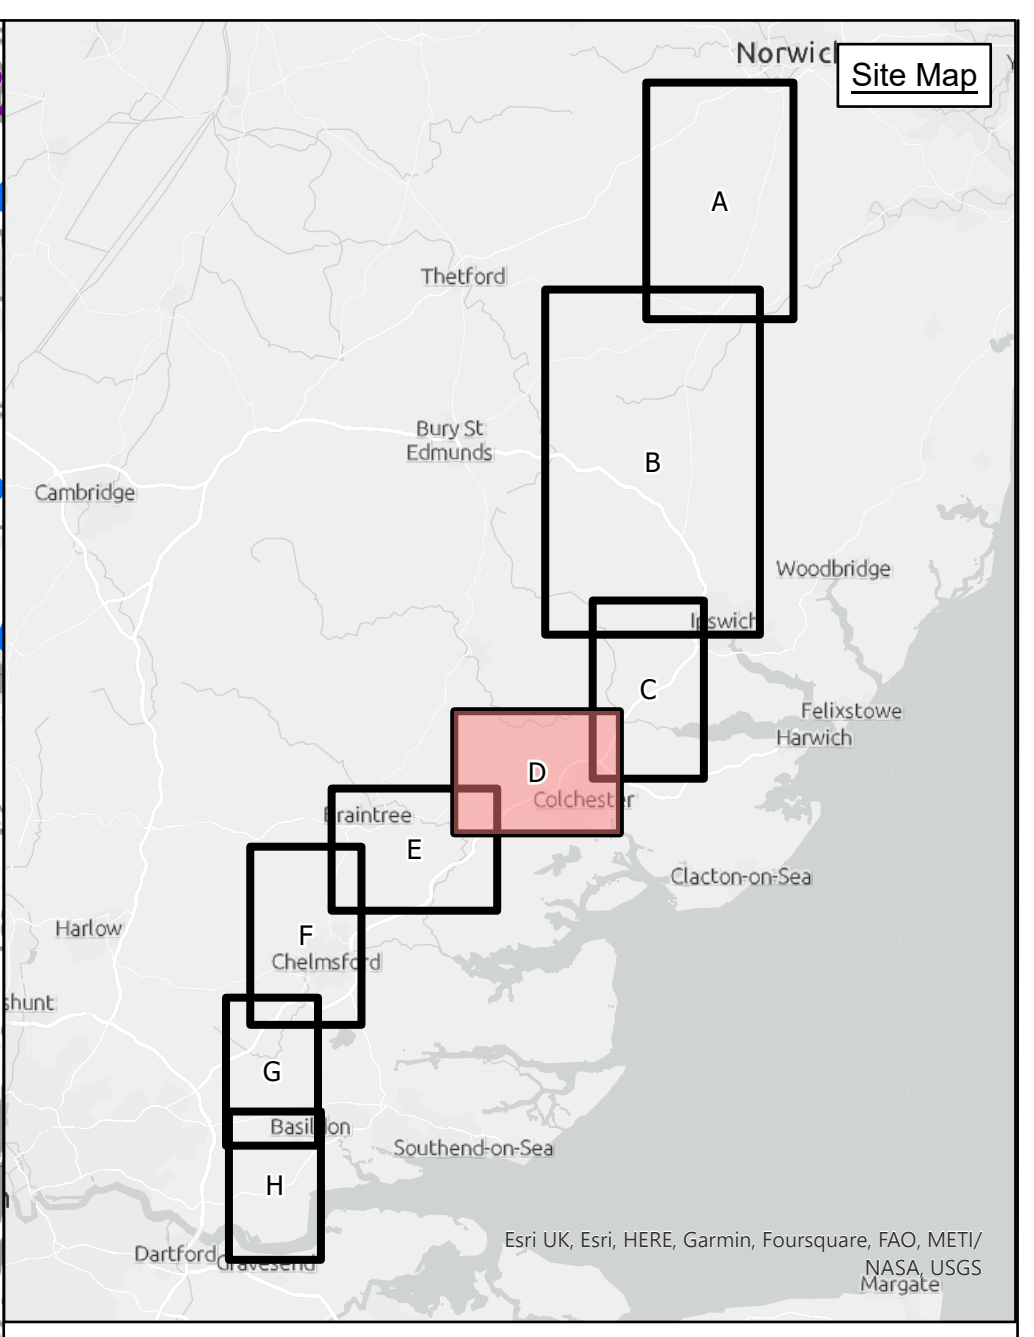 Norwich
Site Map
A
Thetford
Bury St
Edmunds
B
Cambridge
Woodbridge
Ipswich
C
Felixstowe
Harwich
D
Colchester
Braintree
E
Clacton-on-Sea
Harlow
F
Chelmsford
shunt
G
Basildon
Southend-on-Sea
H
Esri UK, Esri, HERE, Garmin, Foursquare, FAO, METI/
NASA, USGS
Dartford
Gravesend
Margate